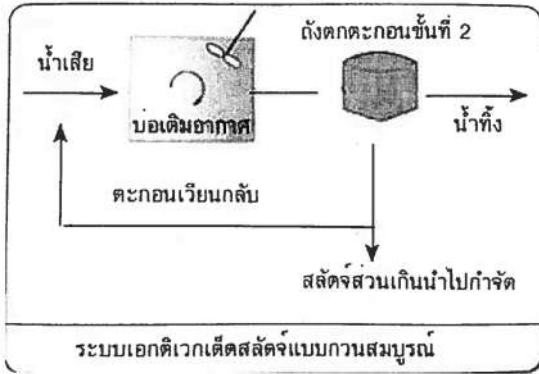 ถังตกตะกอนขั้นที่ 2
น้ำเสีย
บ่อเติมอากาศ
น้ำทิ้ง
ตะกอนเวียนกลับ
สลัดจ์ส่วนเกินนำไปกำจัด
ระบบเอกติเวกเต็ดสลัดจ์แบบกวนสมบูรณ์